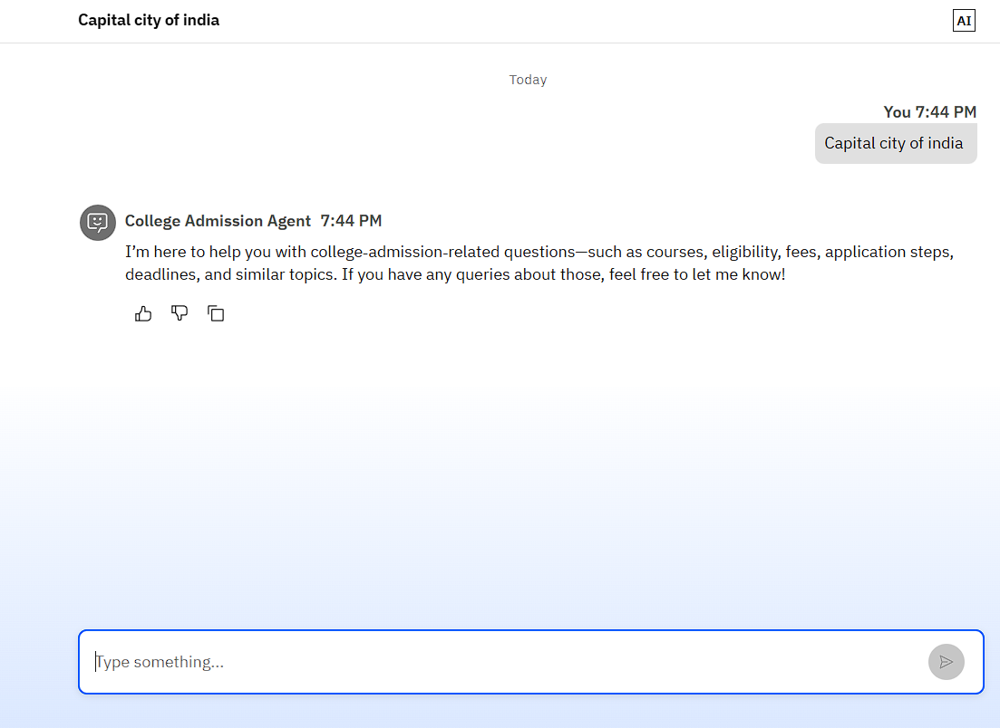 Capital city of india
AI
Today
You 7:44 PM
Capital city of india
College Admission Agent 7:44 PM
I’m here to help you with college-admission-related questions—such as courses, eligibility, fees, application steps,
deadlines, and similar topics. If you have any queries about those, feel free to let me know!
Type something...